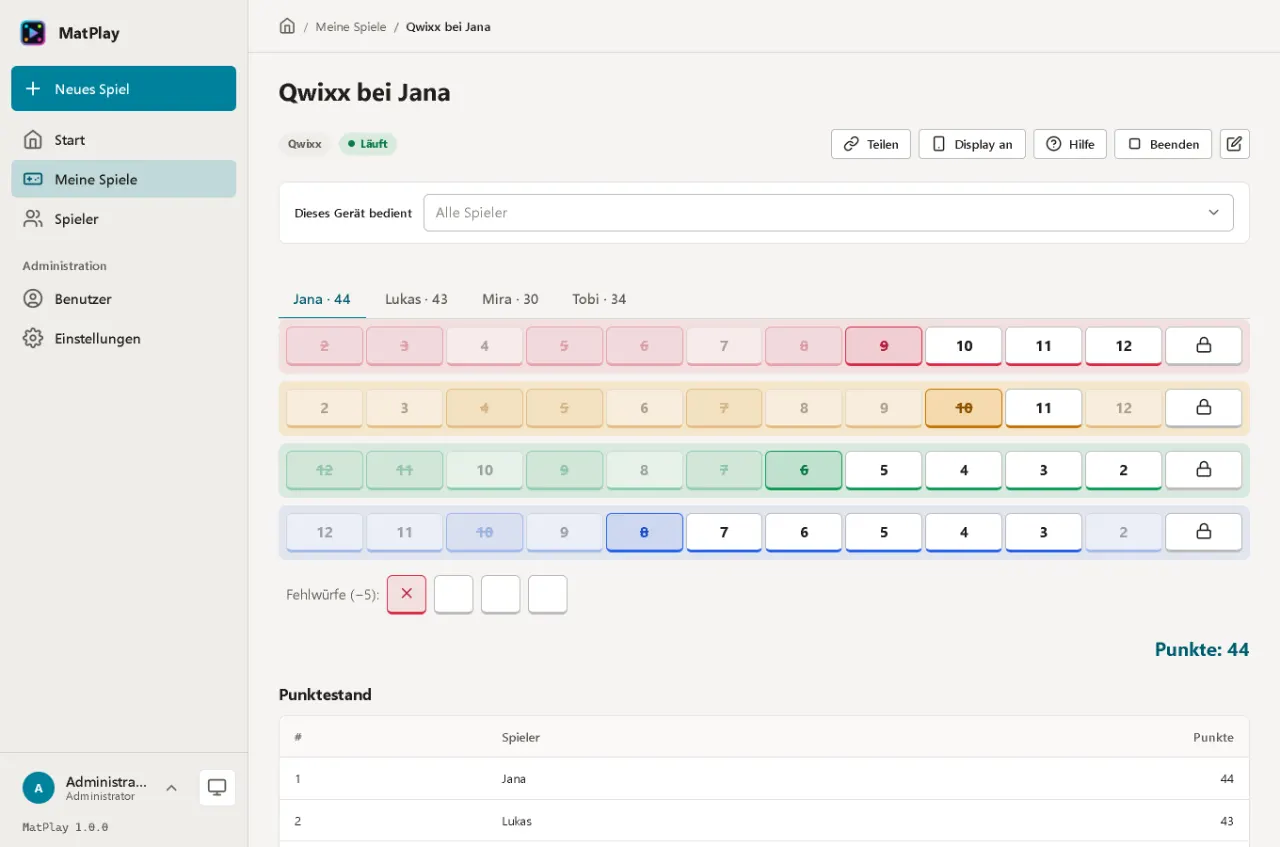 MatPlay
/ Meine Spiele / Qwixx bei Jana
Neues Spiel
Start
Meine Spiele
Spieler
Administration
Benutzer
Einstellungen
Qwixx bei Jana
Qwixx
Läuft
Teilen
Display an
Hilfe
Beenden
Dieses Gerät bedient
Alle Spieler
Jana · 44
Lukas · 43
Mira · 30
Tobi · 34
2 3 4 5 6 7 8 9 10 11 12
2 3 4 5 6 7 8 9 10 11 12
12 11 10 9 8 7 6 5 4 3 2
12 11 10 9 8 7 6 5 4 3 2
Fehlwürfe (−5):
Punkte: 44
Punktestand
# Spieler Punkte
1 Jana 44
2 Lukas 43
A
Administra...
Administrator
MatPlay 1.0.0